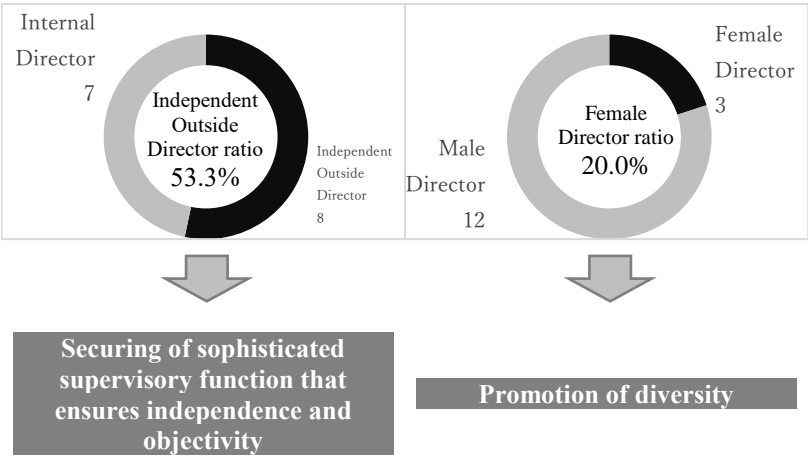 Internal
Director
7
Independent
Outside
Director ratio
53.3%
Independent
Outside
Director
8
Female
Director
3
Female
Director ratio
20.0%
Male
Director
12
Securing of sophisticated
supervisory function that
ensures independence and
objectivity
Promotion of diversity